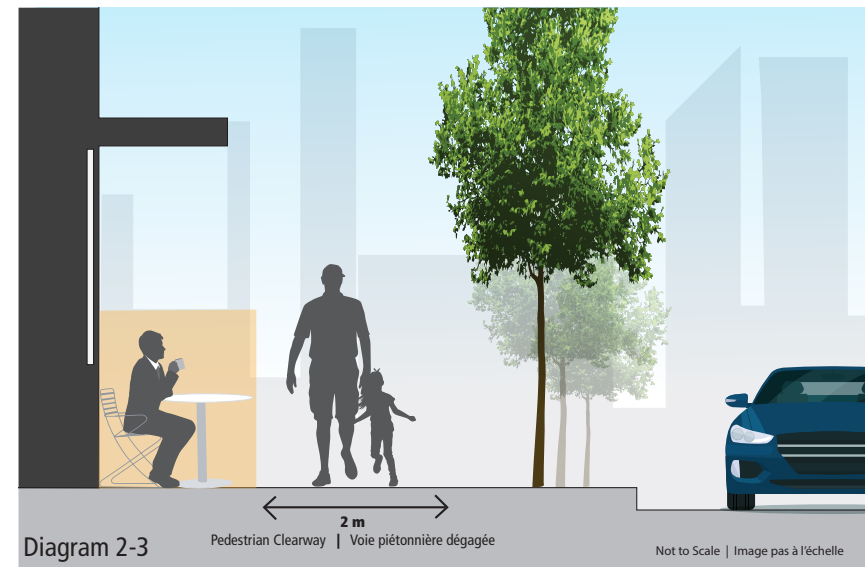 2 m
Pedestrian Clearway | Voie piétonnière dégagée
Diagram 2-3
Not to Scale | Image pas à l'échelle